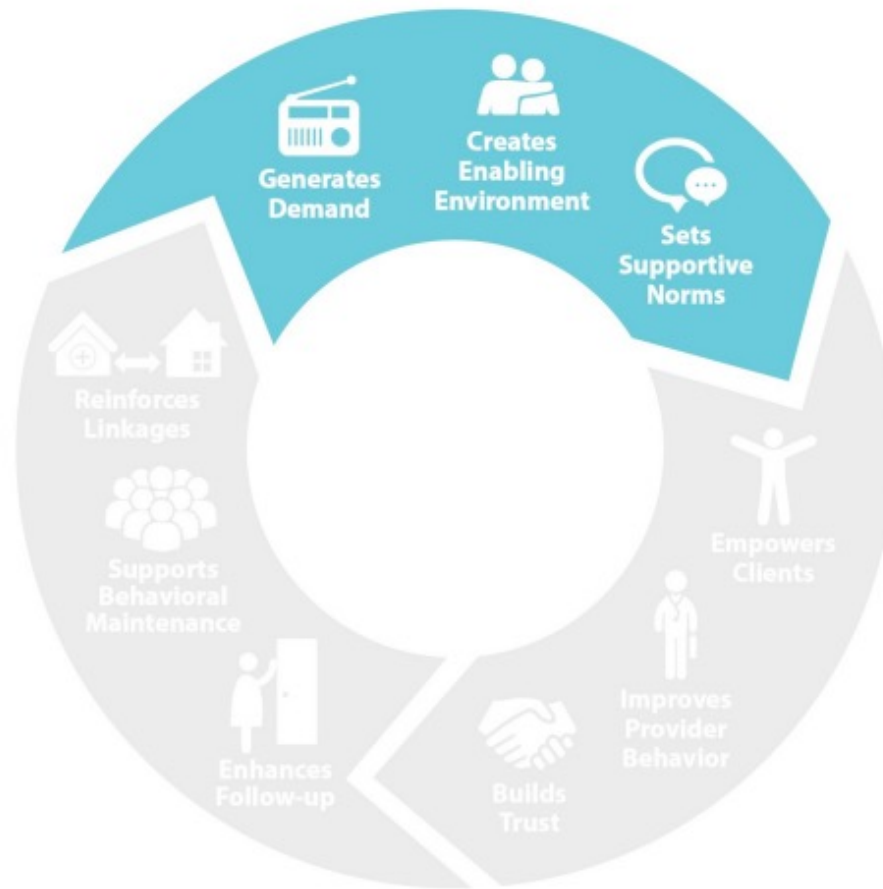 Generates
Demand
Creates
Enabling
Environment
Sets
Supportive
Norms
Empowers
Clients
Improves
Provider
Behavior
Builds
Trust
Enhances
Follow-up
Supports
Behavioral
Maintenance
Reinforces
Linkages